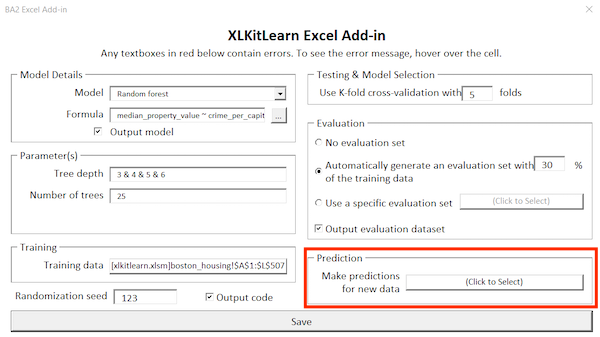 BA2 Excel Add-in
XLKitLearn Excel Add-in
Any textboxes in red below contain errors. To see the error message, hover over the cell.
Model Details
Model Random forest
Formula median_property_value ~ crime_per_capit ...
Output model
Parameter(s)
Tree depth 3 & 4 & 5 & 6
Number of trees 25
Training
Training data [xlkitlearn.xlsm]boston_housing!$A$1:$L$507
Randomization seed 123 Output code
Testing & Model Selection
Use K-fold cross-validation with 5 folds
Evaluation
No evaluation set
Automatically generate an evaluation set with 30 %
of the training data
Use a specific evaluation set (Click to Select)
Output evaluation dataset
Prediction
Make predictions
for new data (Click to Select)
Save